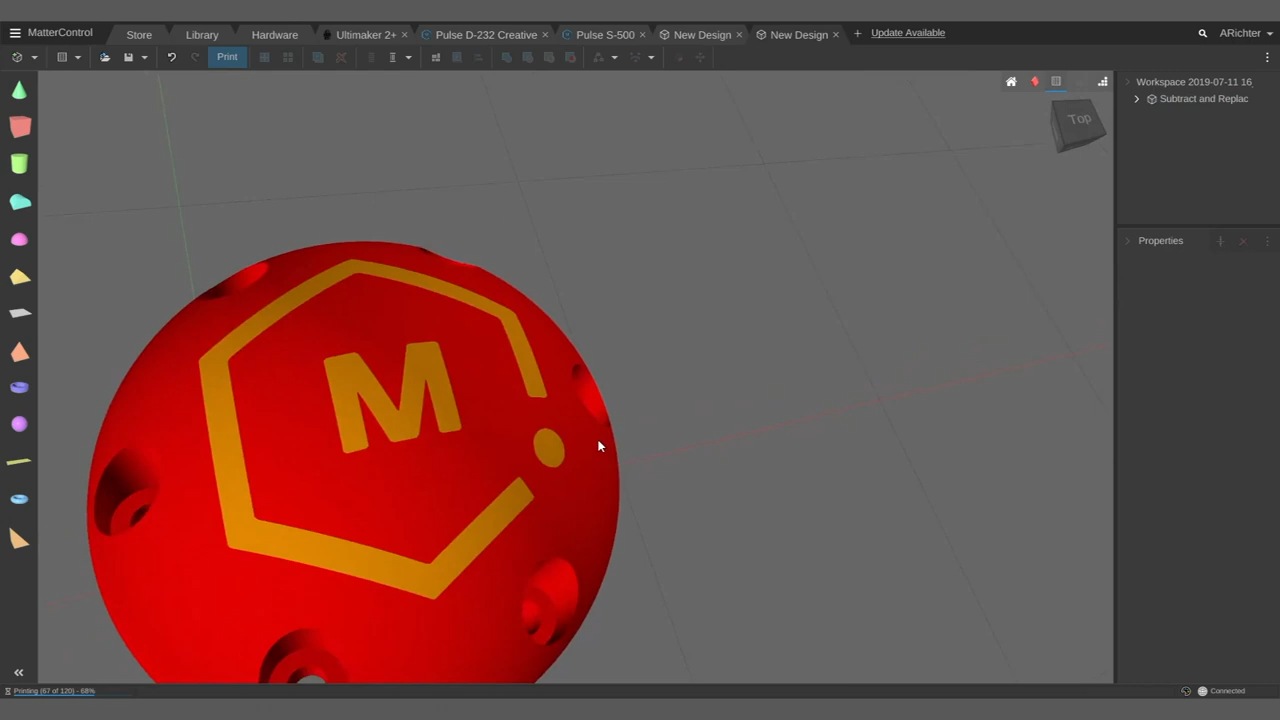 MatterControl
Store
Library
Hardware
Ultimaker 2+
Pulse D-232 Creative
Pulse S-500
New Design
New Design
Update Available
ARichter
Print
Workspace 2019-07-11 16
Subtract and Replac
Top
Properties
M
Printing (67 of 120) - 68%
Connected